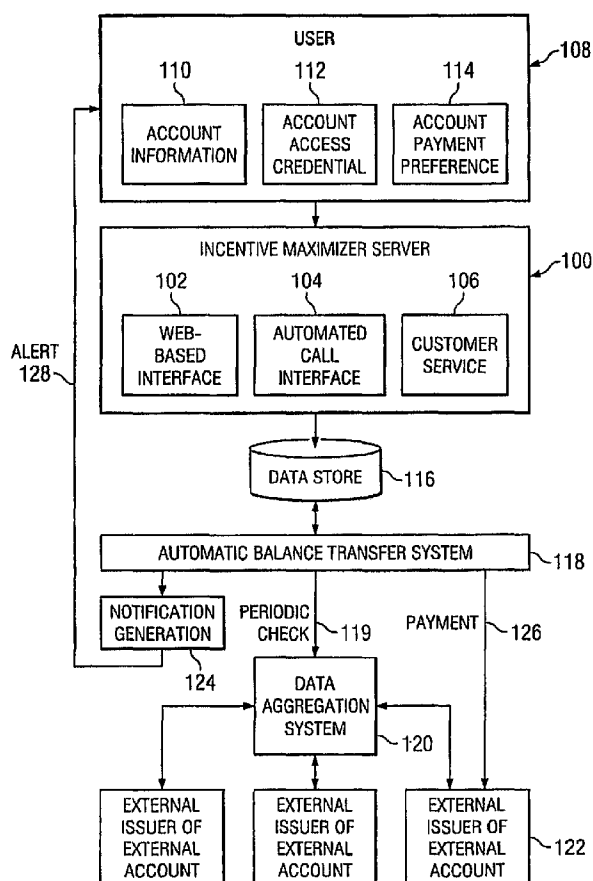 USER
108
110
112
114
ACCOUNT
INFORMATION
ACCOUNT
ACCESS
CREDENTIAL
ACCOUNT
PAYMENT
PREFERENCE
INCENTIVE MAXIMIZER SERVER
100
102
104
106
WEB-
BASED
INTERFACE
AUTOMATED
CALL
INTERFACE
CUSTOMER
SERVICE
ALERT
128
DATA STORE
116
AUTOMATIC BALANCE TRANSFER SYSTEM
118
NOTIFICATION
GENERATION
124
PERIODIC
CHECK
119
PAYMENT
126
DATA
AGGREGATION
SYSTEM
120
EXTERNAL
ISSUER OF
EXTERNAL
ACCOUNT
EXTERNAL
ISSUER OF
EXTERNAL
ACCOUNT
EXTERNAL
ISSUER OF
EXTERNAL
ACCOUNT
122